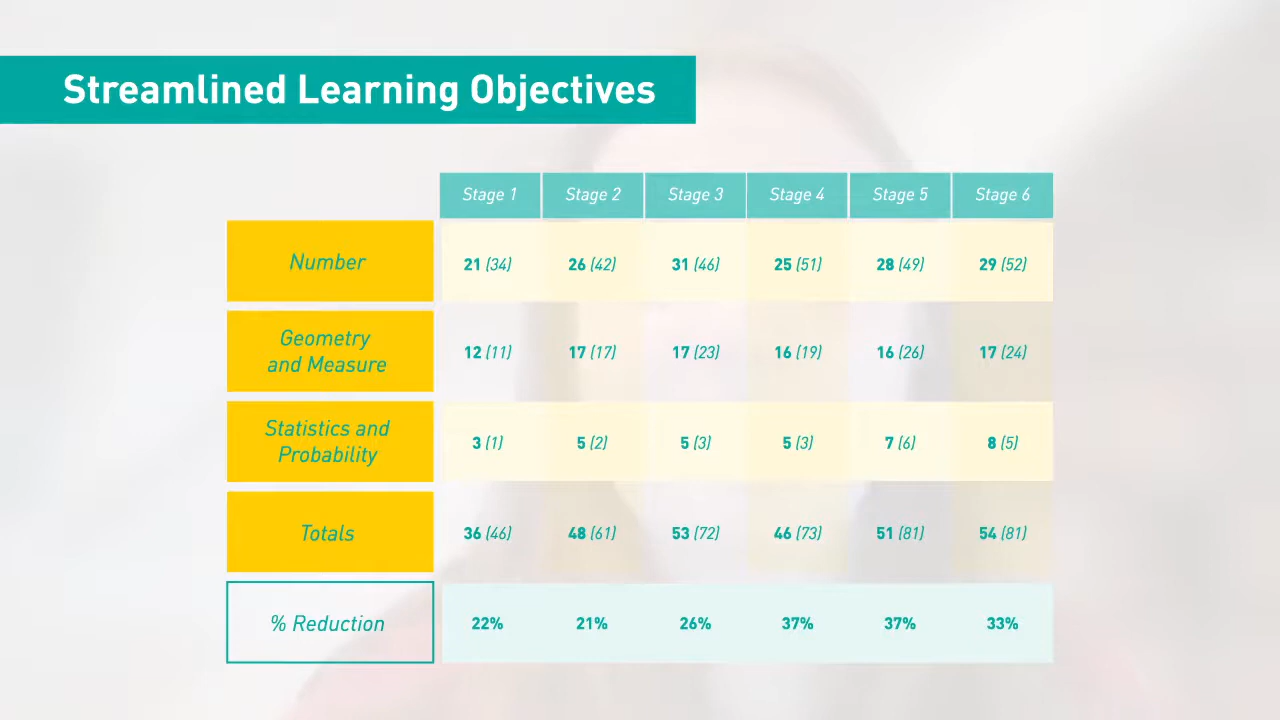 Streamlined Learning Objectives
Stage 1 Stage 2 Stage 3 Stage 4 Stage 5 Stage 6
Number 21 (34) 26 (42) 31 (46) 25 (51) 28 (49) 29 (52)
Geometry
and Measure 12 (11) 17 (17) 17 (23) 16 (19) 16 (26) 17 (24)
Statistics and
Probability 3 (1) 5 (2) 5 (3) 5 (3) 7 (6) 8 (5)
Totals 36 (46) 48 (61) 53 (72) 46 (73) 51 (81) 54 (81)
% Reduction 22% 21% 26% 37% 37% 33%